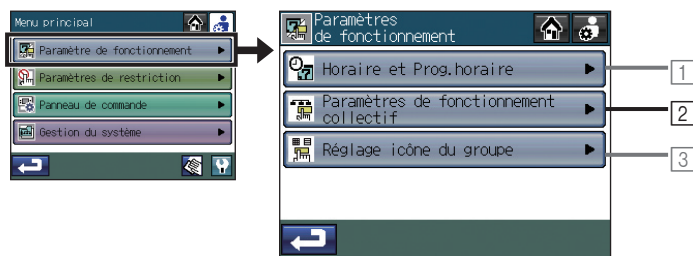 Menu principal
Paramètre de fonctionnement
Paramètres de restriction
Panneau de commande
Gestion du système
Paramètres
de fonctionnement
Horaire et Prog.horaire
1
Paramètres de fonctionnement
collectif
2
Réglage icône du groupe
3